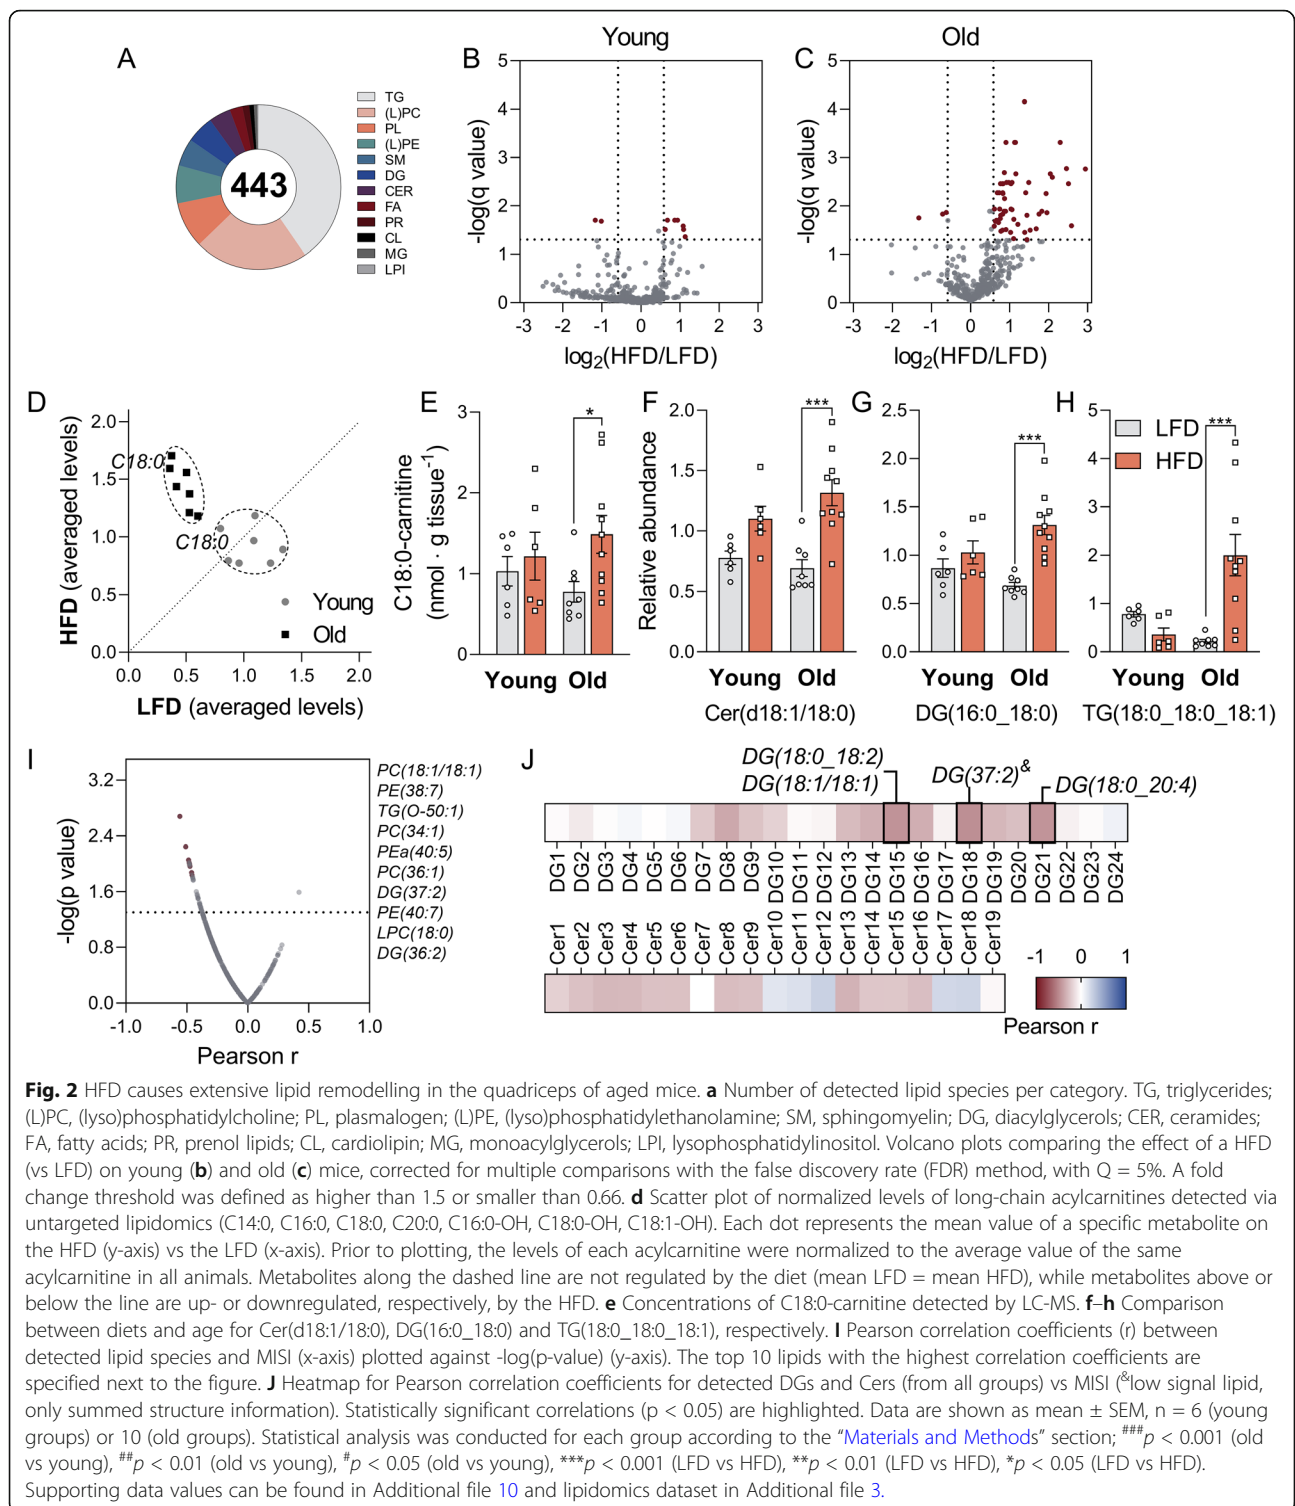 A
443
TG
(L)PC
PL
(L)PE
SM
DG
CER
FA
PR
CL
MG
LPI
B
Young
-log(q value)
5
4
3
2
1
0
-3 -2 -1 0 1 2 3
log2(HFD/LFD)
C
Old
-log(q value)
5
4
3
2
1
0
-3 -2 -1 0 1 2 3
log2(HFD/LFD)
D
HFD (averaged levels)
2.0
1.5
1.0
0.5
0.0
C18:0
C18:0
Young
Old
0.0 0.5 1.0 1.5 2.0
LFD (averaged levels)
E
C18:0-carnitine
(nmol · g tissue-1)
3
2
1
0
*
Young Old
F
Relative abundance
2.0
1.5
1.0
0.5
0.0
***
Young Old
Cer(d18:1/18:0)
G
2.5
2.0
1.5
1.0
0.5
0.0
***
Young Old
DG(16:0_18:0)
H
5
4
3
2
1
0
LFD
HFD
***
Young Old
TG(18:0_18:0_18:1)
I
-log(p value)
3.2
2.4
1.6
0.8
0.0
-1.0 -0.5 0.0 0.5 1.0
Pearson r
PC(18:1/18:1)
PE(38:7)
TG(O-50:1)
PC(34:1)
PEa(40:5)
PC(36:1)
DG(37:2)
PE(40:7)
LPC(18:0)
DG(36:2)
J
DG(18:0_18:2)
DG(18:1/18:1)
DG(37:2)&
DG(18:0_20:4)
DG1 DG2 DG3 DG4 DG5 DG6 DG7 DG8 DG9 DG10 DG11 DG12 DG13 DG14 DG15 DG16 DG17 DG18 DG19 DG20 DG21 DG22 DG23 DG24
Cer1 Cer2 Cer3 Cer4 Cer5 Cer6 Cer7 Cer8 Cer9 Cer10 Cer11 Cer12 Cer13 Cer14 Cer15 Cer16 Cer17 Cer18 Cer19
-1 0 1
Pearson r
Fig. 2 HFD causes extensive lipid remodelling in the quadriceps of aged mice. a Number of detected lipid species per category. TG, triglycerides;
(L)PC, (lyso)phosphatidylcholine; PL, plasmalogen; (L)PE, (lyso)phosphatidylethanolamine; SM, sphingomyelin; DG, diacylglycerols; CER, ceramides;
FA, fatty acids; PR, prenol lipids; CL, cardiolipin; MG, monoacylglycerols; LPI, lysophosphatidylinositol. Volcano plots comparing the effect of a HFD
(vs LFD) on young (b) and old (c) mice, corrected for multiple comparisons with the false discovery rate (FDR) method, with Q = 5%. A fold
change threshold was defined as higher than 1.5 or smaller than 0.66. d Scatter plot of normalized levels of long-chain acylcarnitines detected via
untargeted lipidomics (C14:0, C16:0, C18:0, C20:0, C16:0-OH, C18:0-OH, C18:1-OH). Each dot represents the mean value of a specific metabolite on
the HFD (y-axis) vs the LFD (x-axis). Prior to plotting, the levels of each acylcarnitine were normalized to the average value of the same
acylcarnitine in all animals. Metabolites along the dashed line are not regulated by the diet (mean LFD = mean HFD), while metabolites above or
below the line are up- or downregulated, respectively, by the HFD. e Concentrations of C18:0-carnitine detected by LC-MS. f–h Comparison
between diets and age for Cer(d18:1/18:0), DG(16:0_18:0) and TG(18:0_18:0_18:1), respectively. I Pearson correlation coefficients (r) between
detected lipid species and MISI (x-axis) plotted against -log(p-value) (y-axis). The top 10 lipids with the highest correlation coefficients are
specified next to the figure. J Heatmap for Pearson correlation coefficients for detected DGs and Cers (from all groups) vs MISI (&low signal lipid,
only summed structure information). Statistically significant correlations (p < 0.05) are highlighted. Data are shown as mean ± SEM, n = 6 (young
groups) or 10 (old groups). Statistical analysis was conducted for each group according to the “Materials and Methods” section; ###p < 0.001 (old
vs young), ##p < 0.01 (old vs young), #p < 0.05 (old vs young), ***p < 0.001 (LFD vs HFD), **p < 0.01 (LFD vs HFD), *p < 0.05 (LFD vs HFD).
Supporting data values can be found in Additional file 10 and lipidomics dataset in Additional file 3.